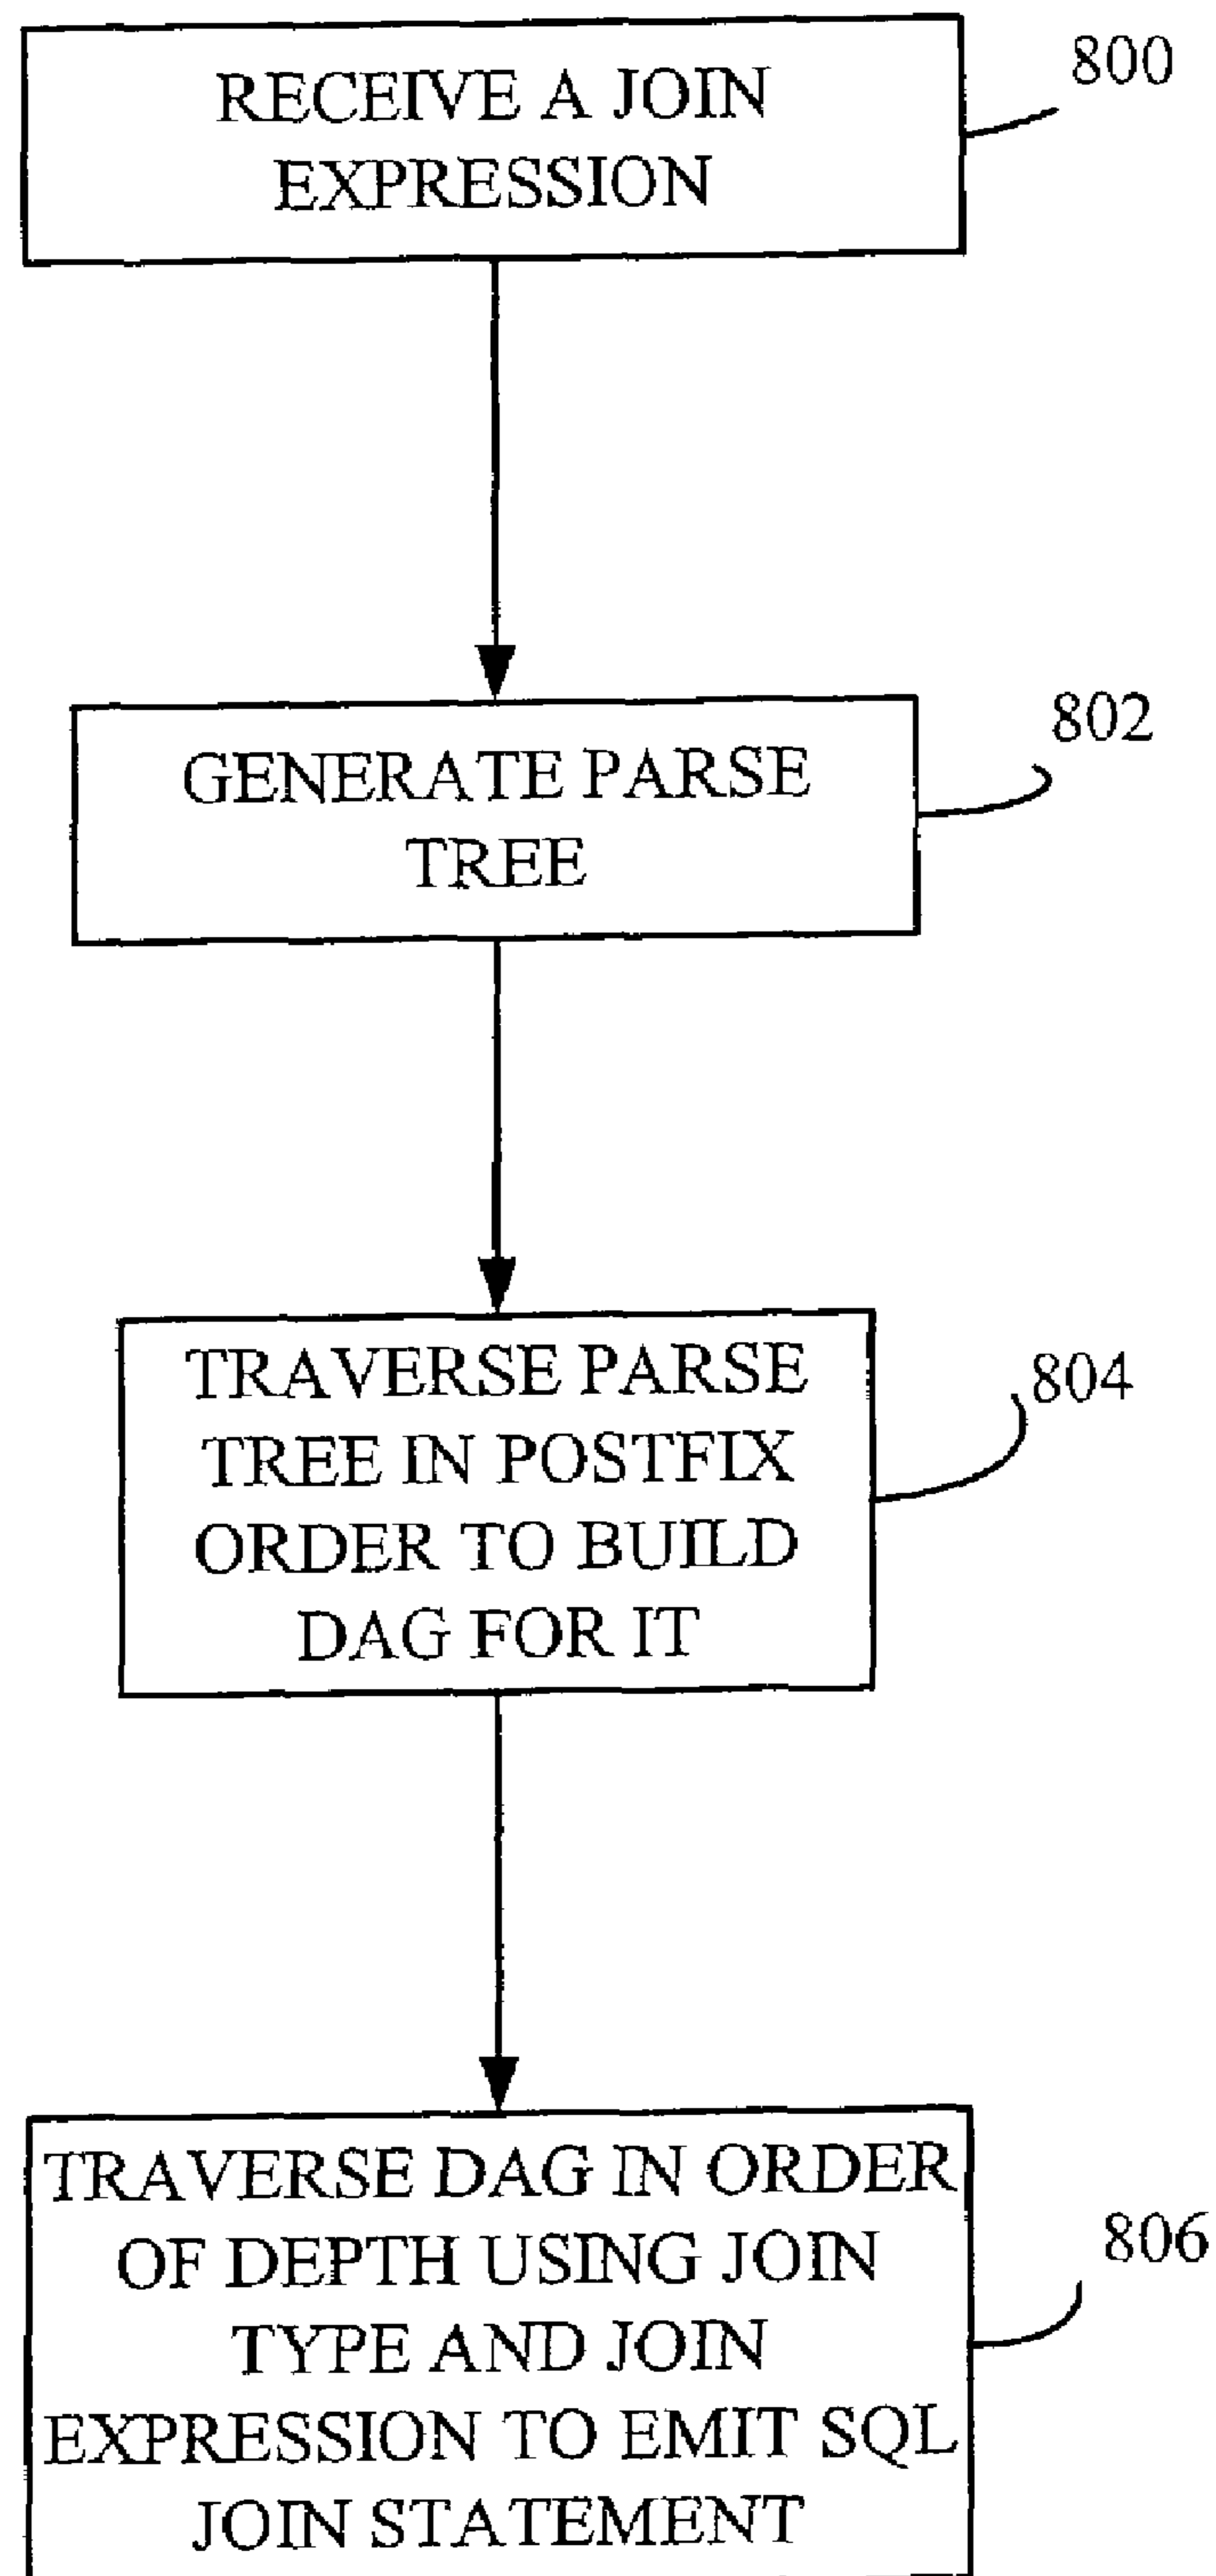 RECEIVE A JOIN
EXPRESSION
800
GENERATE PARSE
TREE
802
TRAVERSE PARSE
TREE IN POSTFIX
ORDER TO BUILD
DAG FOR IT
804
TRAVERSE DAG IN ORDER
OF DEPTH USING JOIN
TYPE AND JOIN
EXPRESSION TO EMIT SQL
JOIN STATEMENT
806